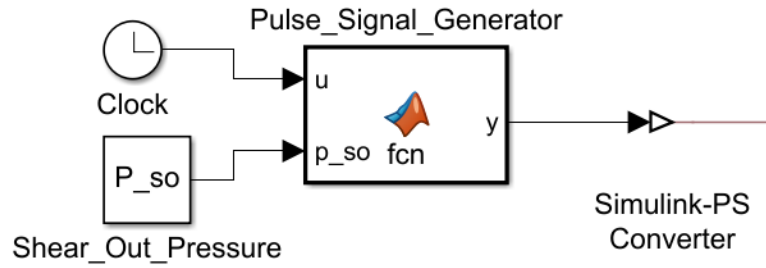 Pulse_Signal_Generator
Clock
u
p_so
fcn
y
P_so
Shear_Out_Pressure
Simulink-PS
Converter